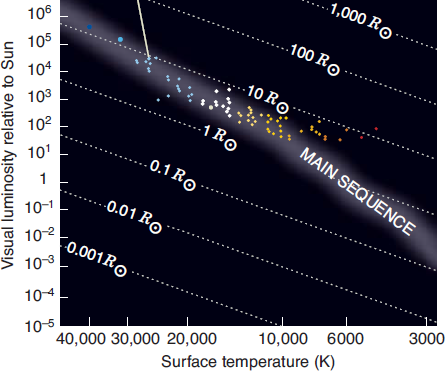 Visual luminosity relative to Sun
10⁶
10⁵
10⁴
10³
10²
10¹
1
10⁻¹
10⁻²
10⁻³
10⁻⁴
10⁻⁵
1,000 R☉
100 R☉
10 R☉
1 R☉
0.1 R☉
0.01 R☉
0.001 R☉
MAIN SEQUENCE
40,000 30,000 20,000 10,000 6000 3000
Surface temperature (K)